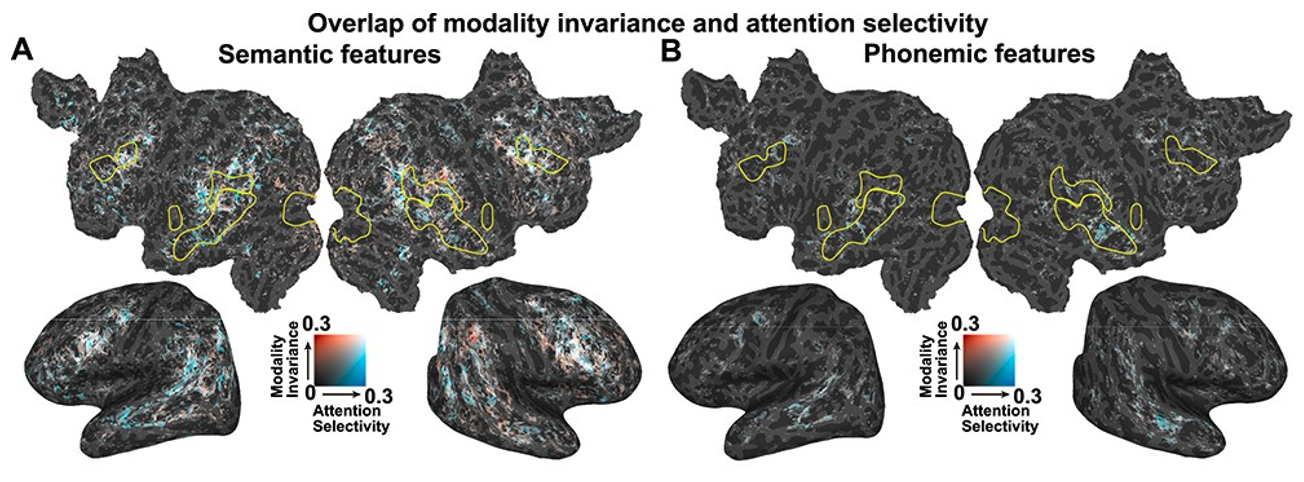 Overlap of modality invariance and attention selectivity
A
Semantic features
B
Phonemic features
Modality
Invariance
0.3
0
0.3
Attention
Selectivity
Modality
Invariance
0.3
0
0.3
Attention
Selectivity